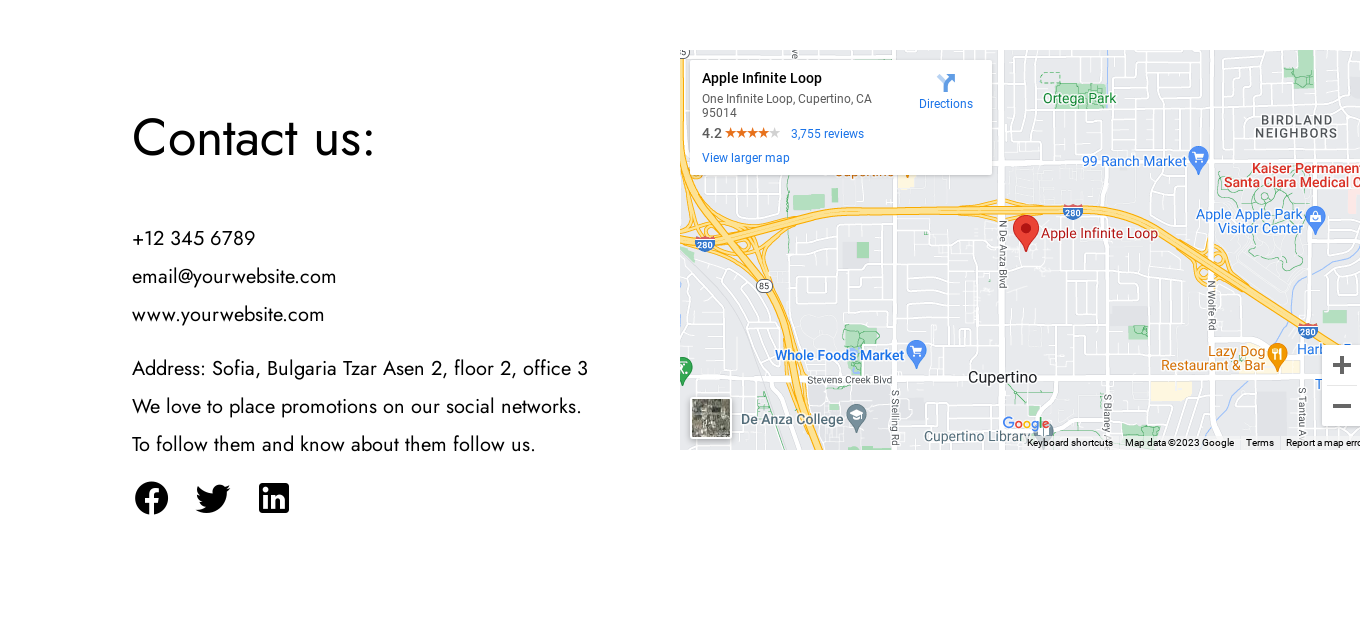 Contact us:
+12 345 6789
email@yourwebsite.com
www.yourwebsite.com
Address: Sofia, Bulgaria Tzar Asen 2, floor 2, office 3
We love to place promotions on our social networks.
To follow them and know about them follow us.
Apple Infinite Loop
One Infinite Loop, Cupertino, CA
95014
4.2
3,755 reviews
View larger map
Directions
Ortega Park
BIRDLAND
NEIGHBORS
99 Ranch Market
Kaiser Permanen
Santa Clara Medical C
Apple Apple Park
Visitor Center
280
Apple Infinite Loop
280
N De Anza Blvd
85
N Wolfe Rd
280
Lazy Dog
Restaurant & Bar
Whole Foods Market
Stevens Creek Blvd
Cupertino
S Stelling Rd
S Blaney
S Tantau A
De Anza College
Cupertino Library
Google
Keyboard shortcuts
Map data ©2023 Google
Terms
Report a map erro